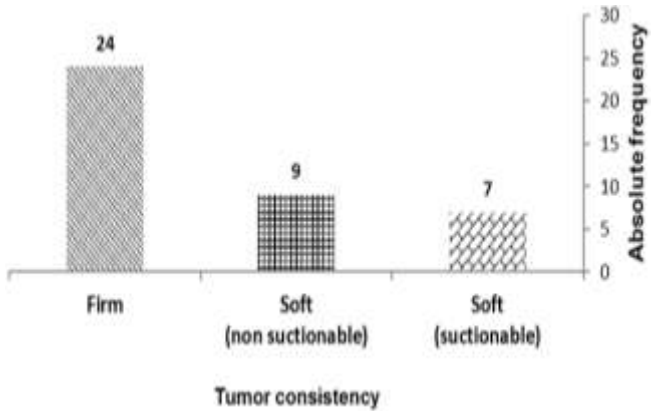 24
9
7
30
25
20
15
10
5
0
Absolute frequency
Firm
Soft
(non suctionable)
Soft
(suctionable)
Tumor consistency